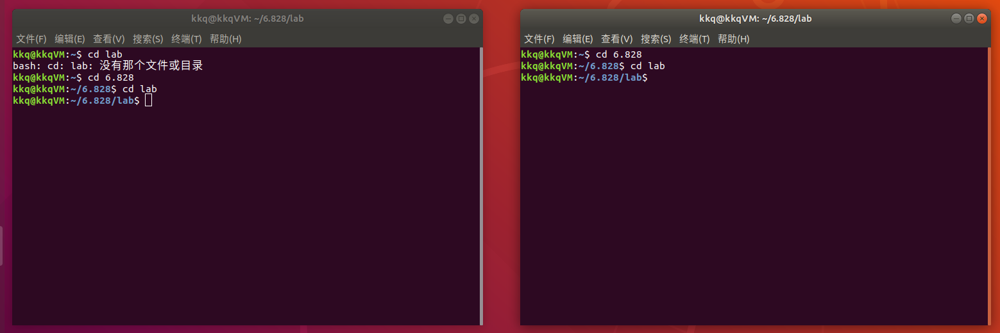 kkq@kkqVM: ~/6.828/lab
文件(F) 编辑(E) 查看(V) 搜索(S) 终端(T) 帮助(H)
kkq@kkqVM:~$ cd lab
bash: cd: lab: 没有那个文件或目录
kkq@kkqVM:~$ cd 6.828
kkq@kkqVM:~/6.828$ cd lab
kkq@kkqVM:~/6.828/lab$
kkq@kkqVM: ~/6.828/lab
文件(F) 编辑(E) 查看(V) 搜索(S) 终端(T) 帮助(H)
kkq@kkqVM:~$ cd 6.828
kkq@kkqVM:~/6.828$ cd lab
kkq@kkqVM:~/6.828/lab$